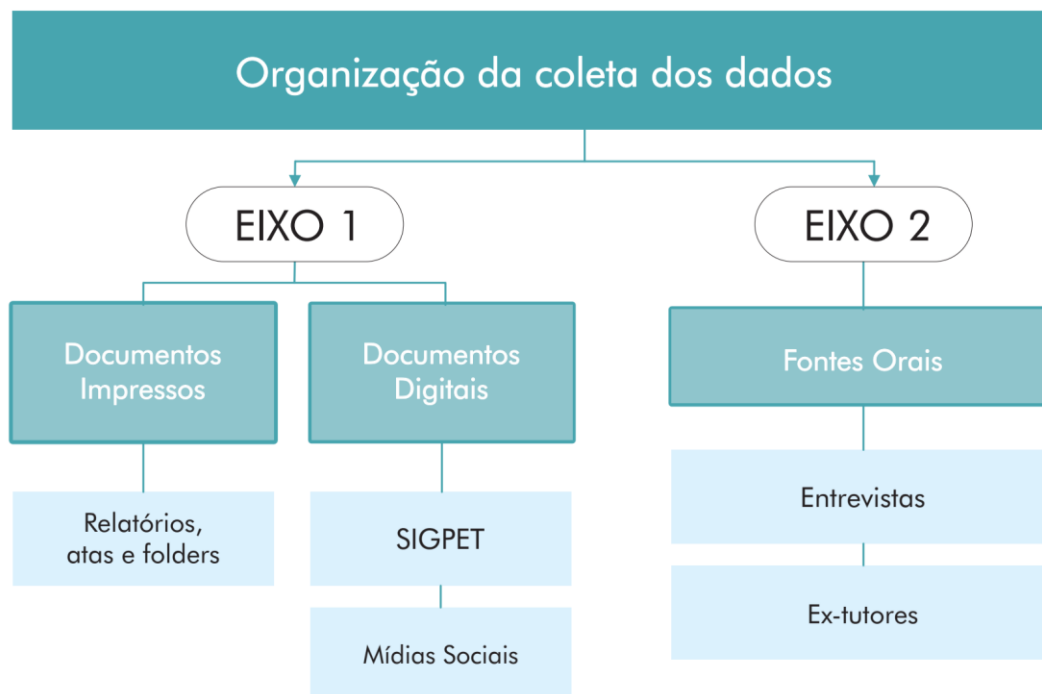 Organização da coleta dos dados
EIXO 1
EIXO 2
Documentos
Impressos
Documentos
Digitais
Fontes Orais
Relatórios,
atas e folders
SIGPET
Mídias Sociais
Entrevistas
Ex-tutores